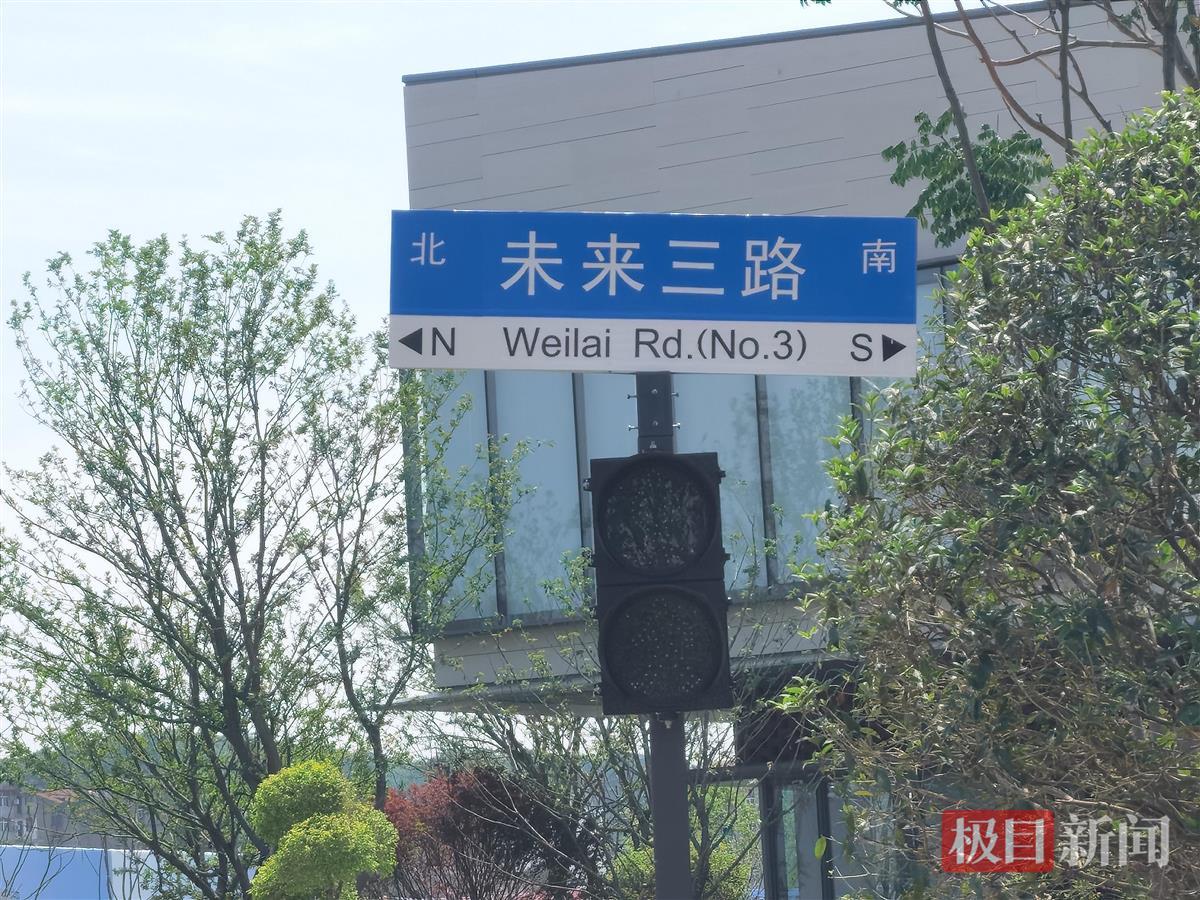 北 未来三路 南
◀N Weilai Rd.(No.3) S▶
极目新闻